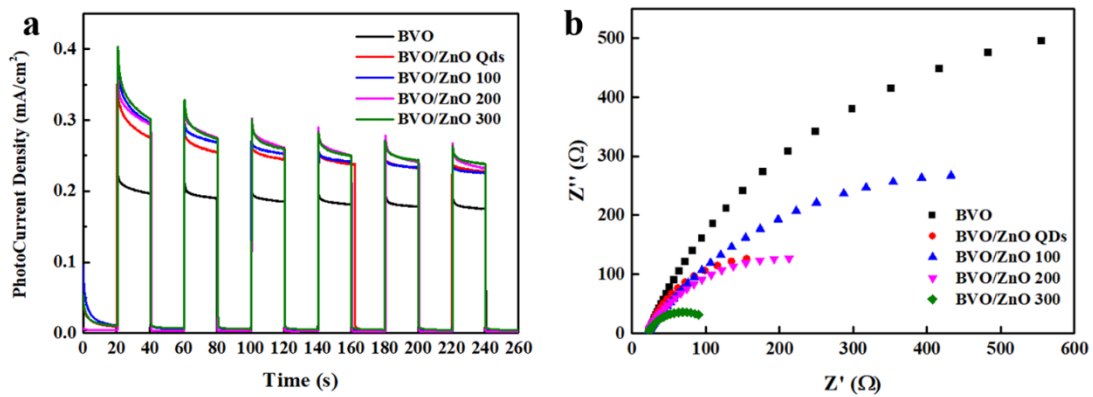 a
PhotoCurrent Density (mA/cm²)
0.4
0.3
0.2
0.1
0.0
BVO
BVO/ZnO Qds
BVO/ZnO 100
BVO/ZnO 200
BVO/ZnO 300
0 20 40 60 80 100 120 140 160 180 200 220 240 260
Time (s)
b
Z'' (Ω)
500
400
300
200
100
0
BVO
BVO/ZnO QDs
BVO/ZnO 100
BVO/ZnO 200
BVO/ZnO 300
0 100 200 300 400 500 600
Z' (Ω)